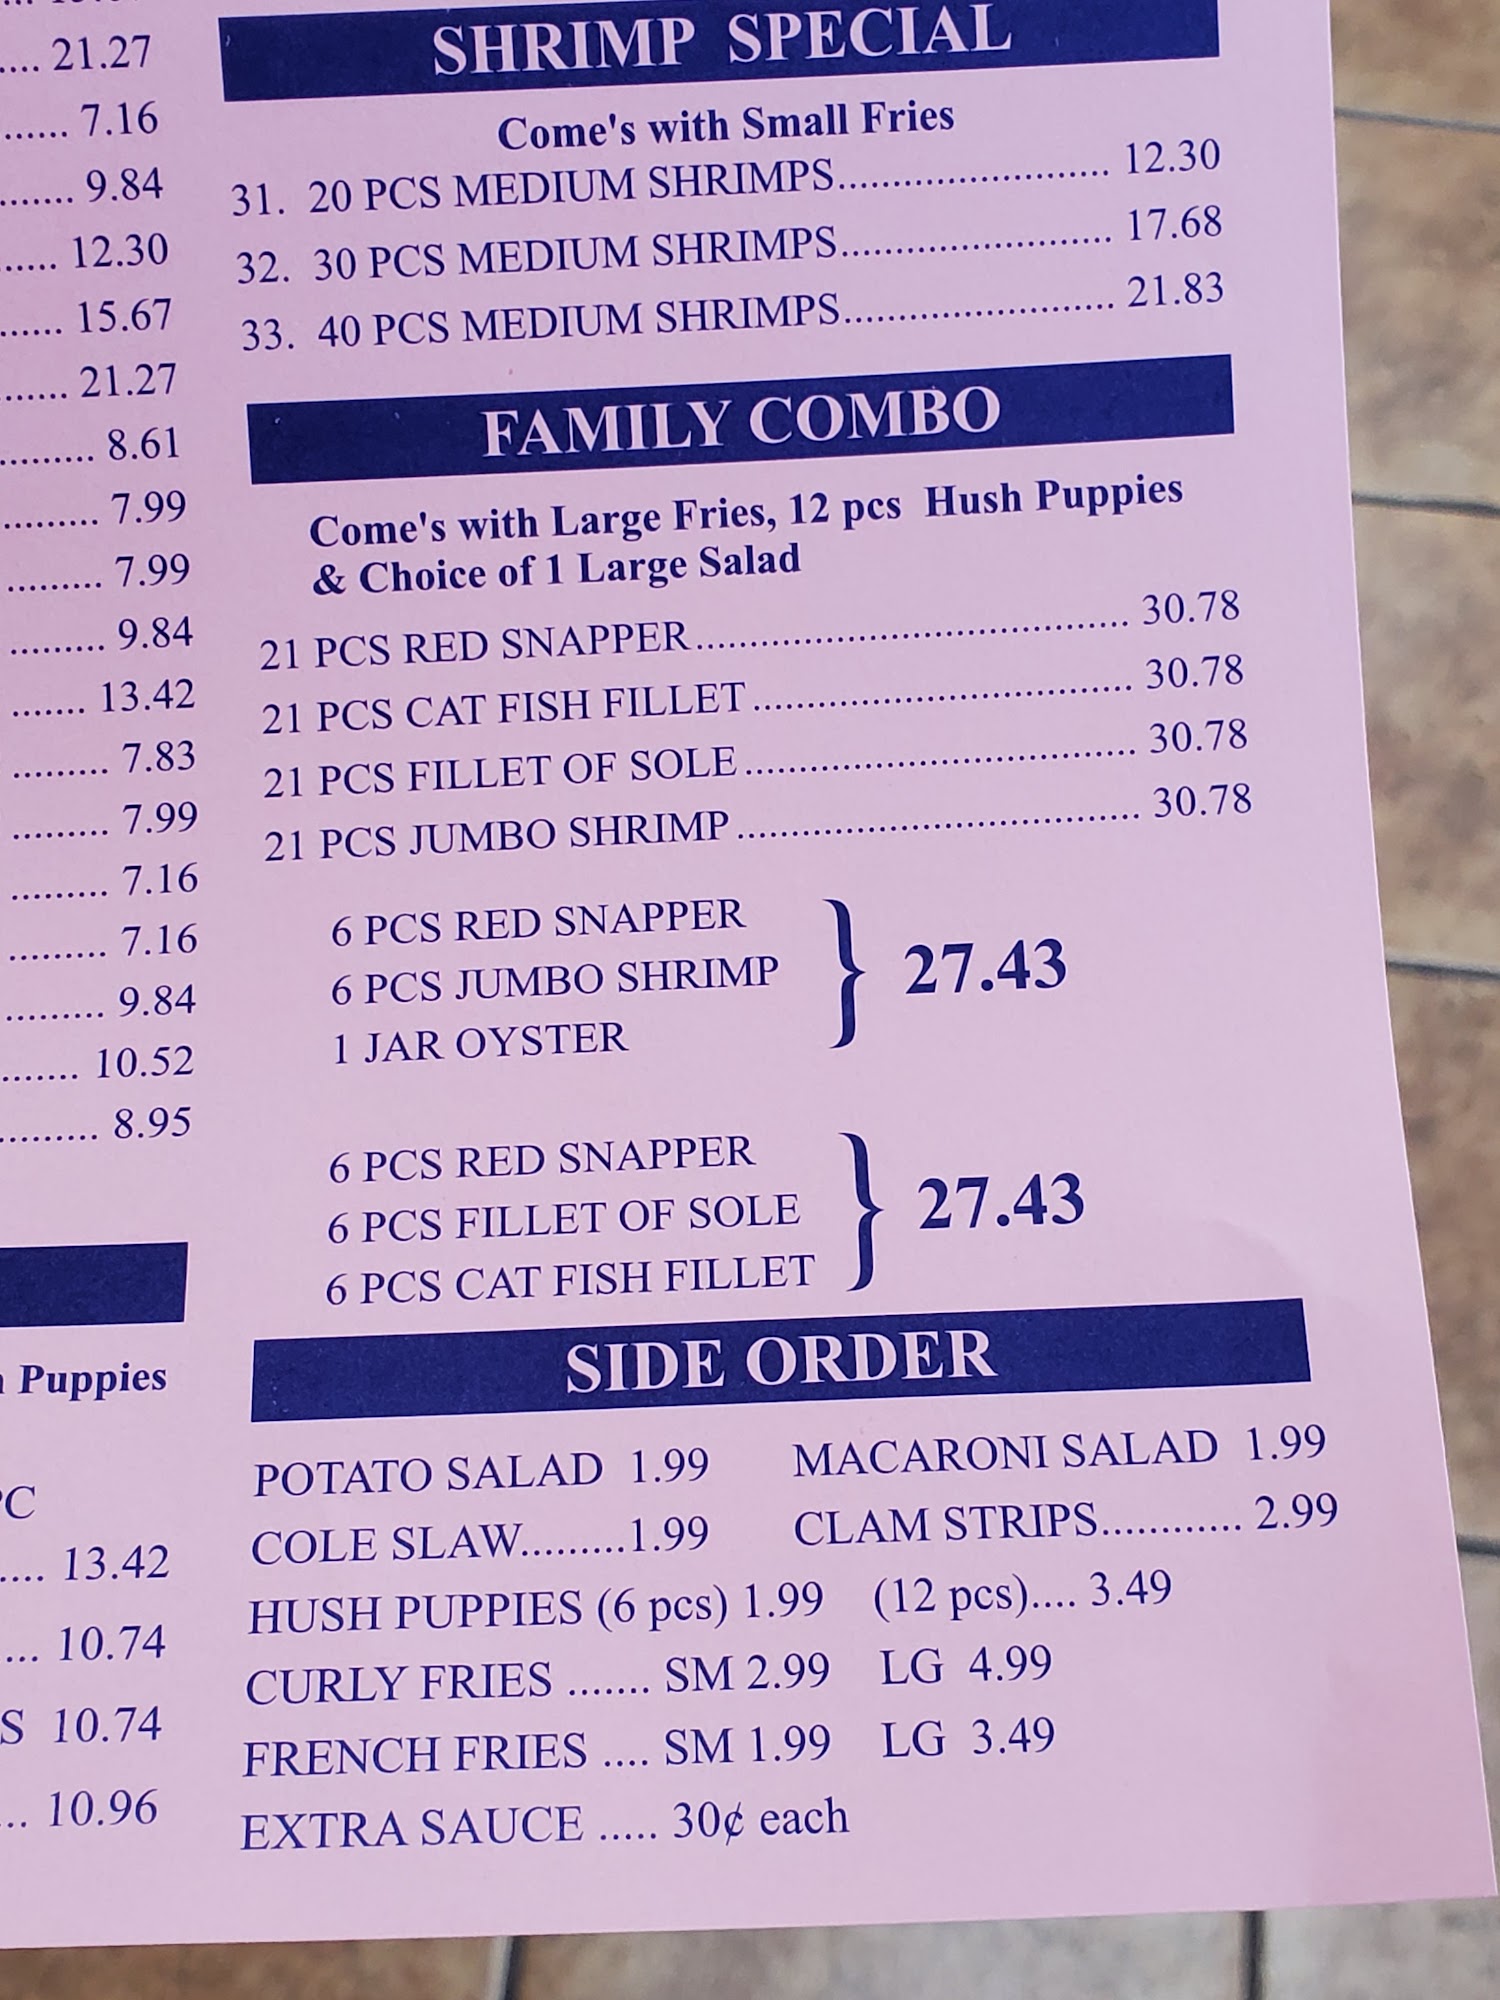 .... 21.27
...... 7.16
....... 9.84
...... 12.30
...... 15.67
...... 21.27
......... 8.61
......... 7.99
......... 7.99
......... 9.84
....... 13.42
......... 7.83
......... 7.99
......... 7.16
......... 7.16
......... 9.84
....... 10.52
......... 8.95
Puppies
.... 13.42
... 10.74
S 10.74
... 10.96
SHRIMP SPECIAL
Come's with Small Fries
31. 20 PCS MEDIUM SHRIMPS....................... 12.30
32. 30 PCS MEDIUM SHRIMPS....................... 17.68
33. 40 PCS MEDIUM SHRIMPS....................... 21.83
FAMILY COMBO
Come's with Large Fries, 12 pcs Hush Puppies
& Choice of 1 Large Salad
21 PCS RED SNAPPER..................................... 30.78
21 PCS CAT FISH FILLET................................ 30.78
21 PCS FILLET OF SOLE................................. 30.78
21 PCS JUMBO SHRIMP.................................. 30.78
6 PCS RED SNAPPER
6 PCS JUMBO SHRIMP
1 JAR OYSTER
} 27.43
6 PCS RED SNAPPER
6 PCS FILLET OF SOLE
6 PCS CAT FISH FILLET
} 27.43
SIDE ORDER
POTATO SALAD 1.99 MACARONI SALAD 1.99
COLE SLAW.........1.99 CLAM STRIPS............ 2.99
HUSH PUPPIES (6 pcs) 1.99 (12 pcs).... 3.49
CURLY FRIES ....... SM 2.99 LG 4.99
FRENCH FRIES .... SM 1.99 LG 3.49
EXTRA SAUCE ..... 30¢ each